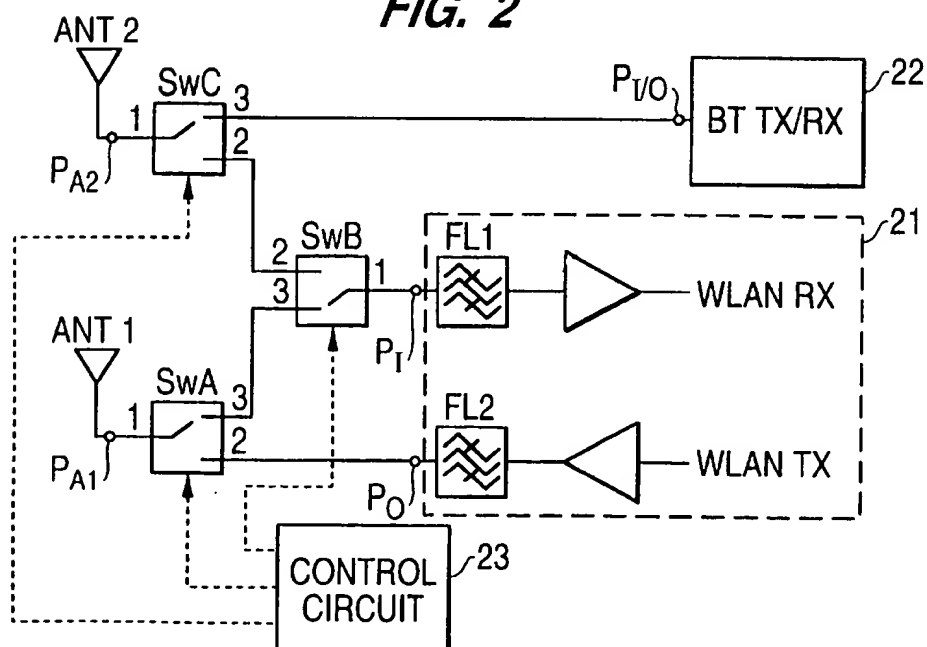 FIG. 2
ANT 2
SwC
1
3
2
P_A2
P_I/O
BT TX/RX
22
21
SwB
2
3
1
P_I
FL1
WLAN RX
ANT 1
SwA
1
3
2
P_A1
P_O
FL2
WLAN TX
CONTROL
CIRCUIT
23